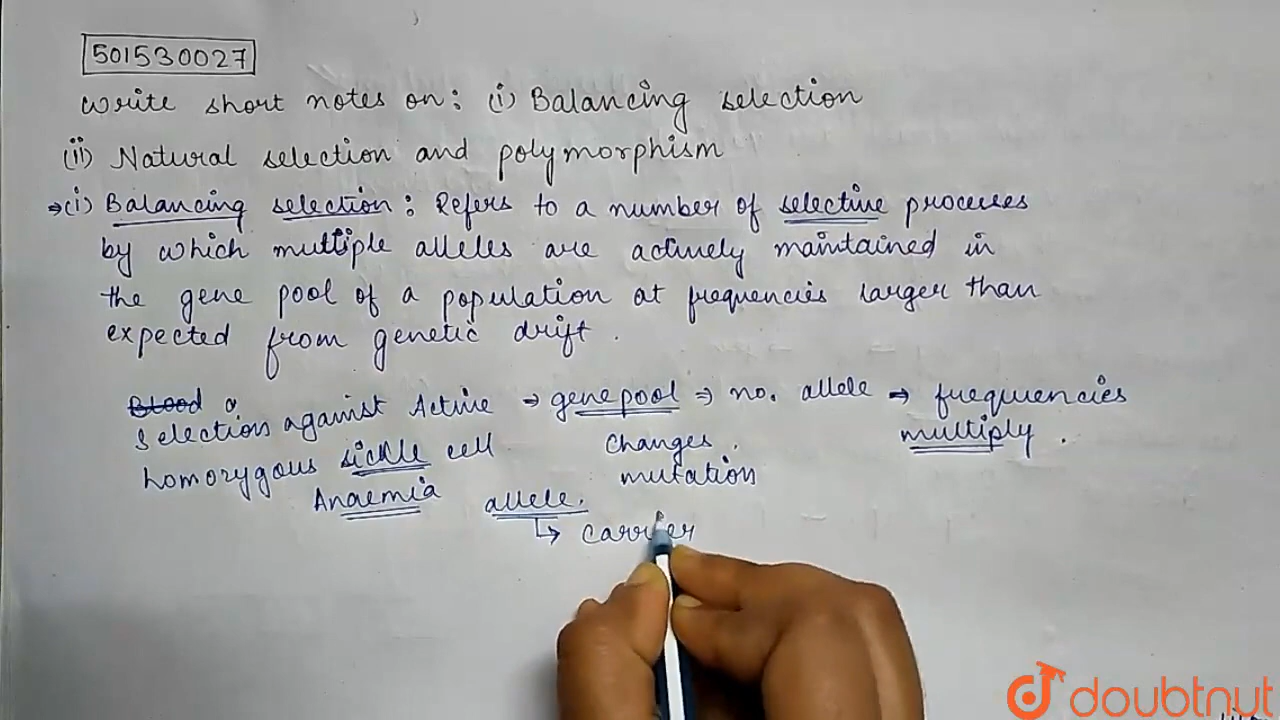 501530027
Write short notes on: (i) Balancing selection
(ii) Natural selection and polymorphism
→(i) Balancing selection: Refers to a number of selective processes
by which multiple alleles are actively maintained in
the gene pool of a population at frequencies larger than
expected from genetic drift.
Blood
Active → gene pool → no. allele → frequencies
selection against
changes.
multiply.
homozygous sickle cell
mutation
Anaemia allele.
↳ carrier
doubtnut